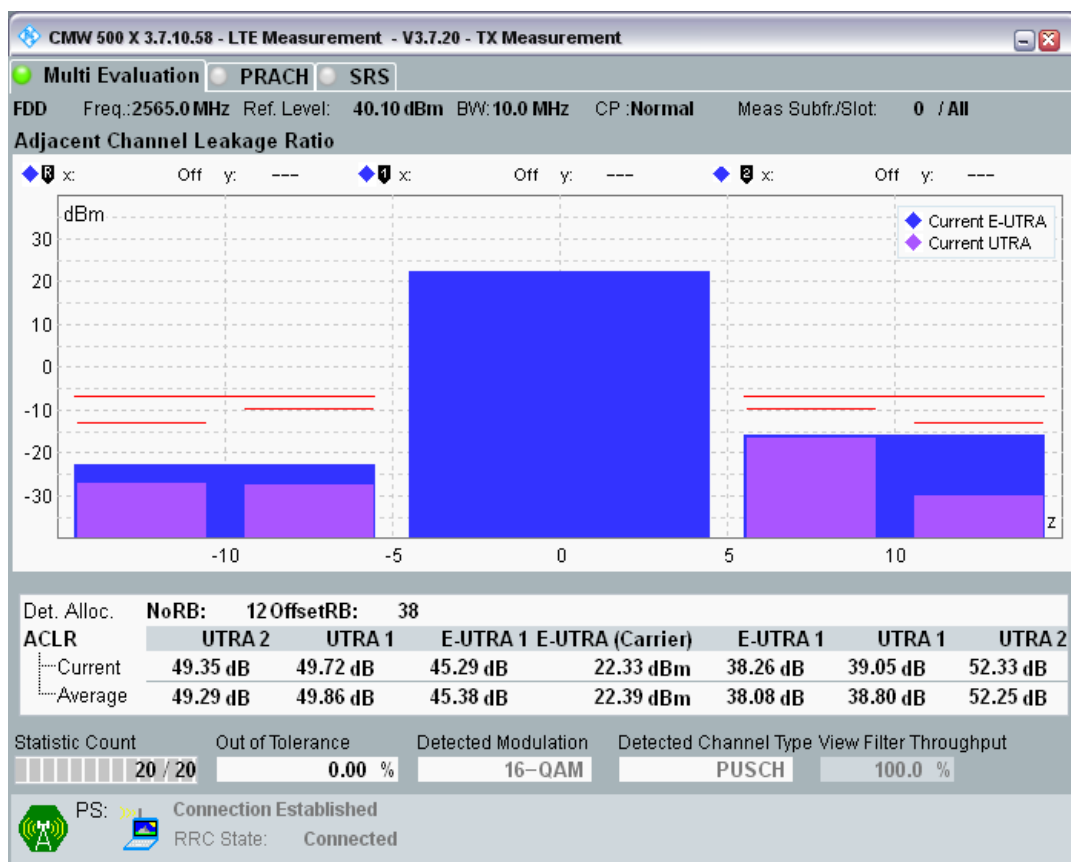 CMW 500 X 3.7.10.58 - LTE Measurement - V3.7.20 - TX Measurement
Multi Evaluation PRACH SRS
FDD Freq.:2565.0 MHz Ref. Level: 40.10 dBm BW:10.0 MHz CP :Normal Meas Subfr./Slot: 0 / All
Adjacent Channel Leakage Ratio
R x: Off y: --- 1 x: Off y: --- 2 x: Off y: ---
dBm
Current E-UTRA
Current UTRA
30
20
10
0
-10
-20
-30
z
-10 -5 0 5 10
Det. Alloc. NoRB: 12 OffsetRB: 38
ACLR UTRA 2 UTRA 1 E-UTRA 1 E-UTRA (Carrier) E-UTRA 1 UTRA 1 UTRA 2
Current 49.35 dB 49.72 dB 45.29 dB 22.33 dBm 38.26 dB 39.05 dB 52.33 dB
Average 49.29 dB 49.86 dB 45.38 dB 22.39 dBm 38.08 dB 38.80 dB 52.25 dB
Statistic Count Out of Tolerance Detected Modulation Detected Channel Type View Filter Throughput
20 / 20 0.00 % 16-QAM PUSCH 100.0 %
PS: Connection Established
RRC State: Connected